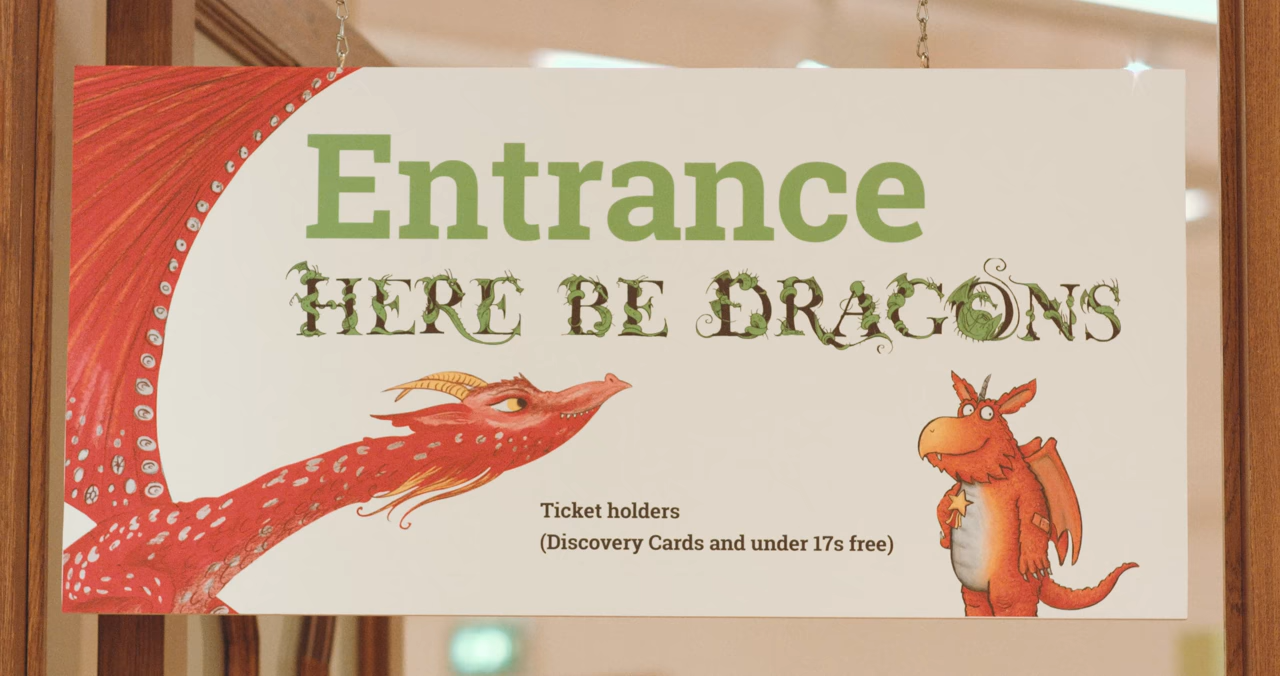 Entrance
HERE BE DRAGONS
Ticket holders
(Discovery Cards and under 17s free)